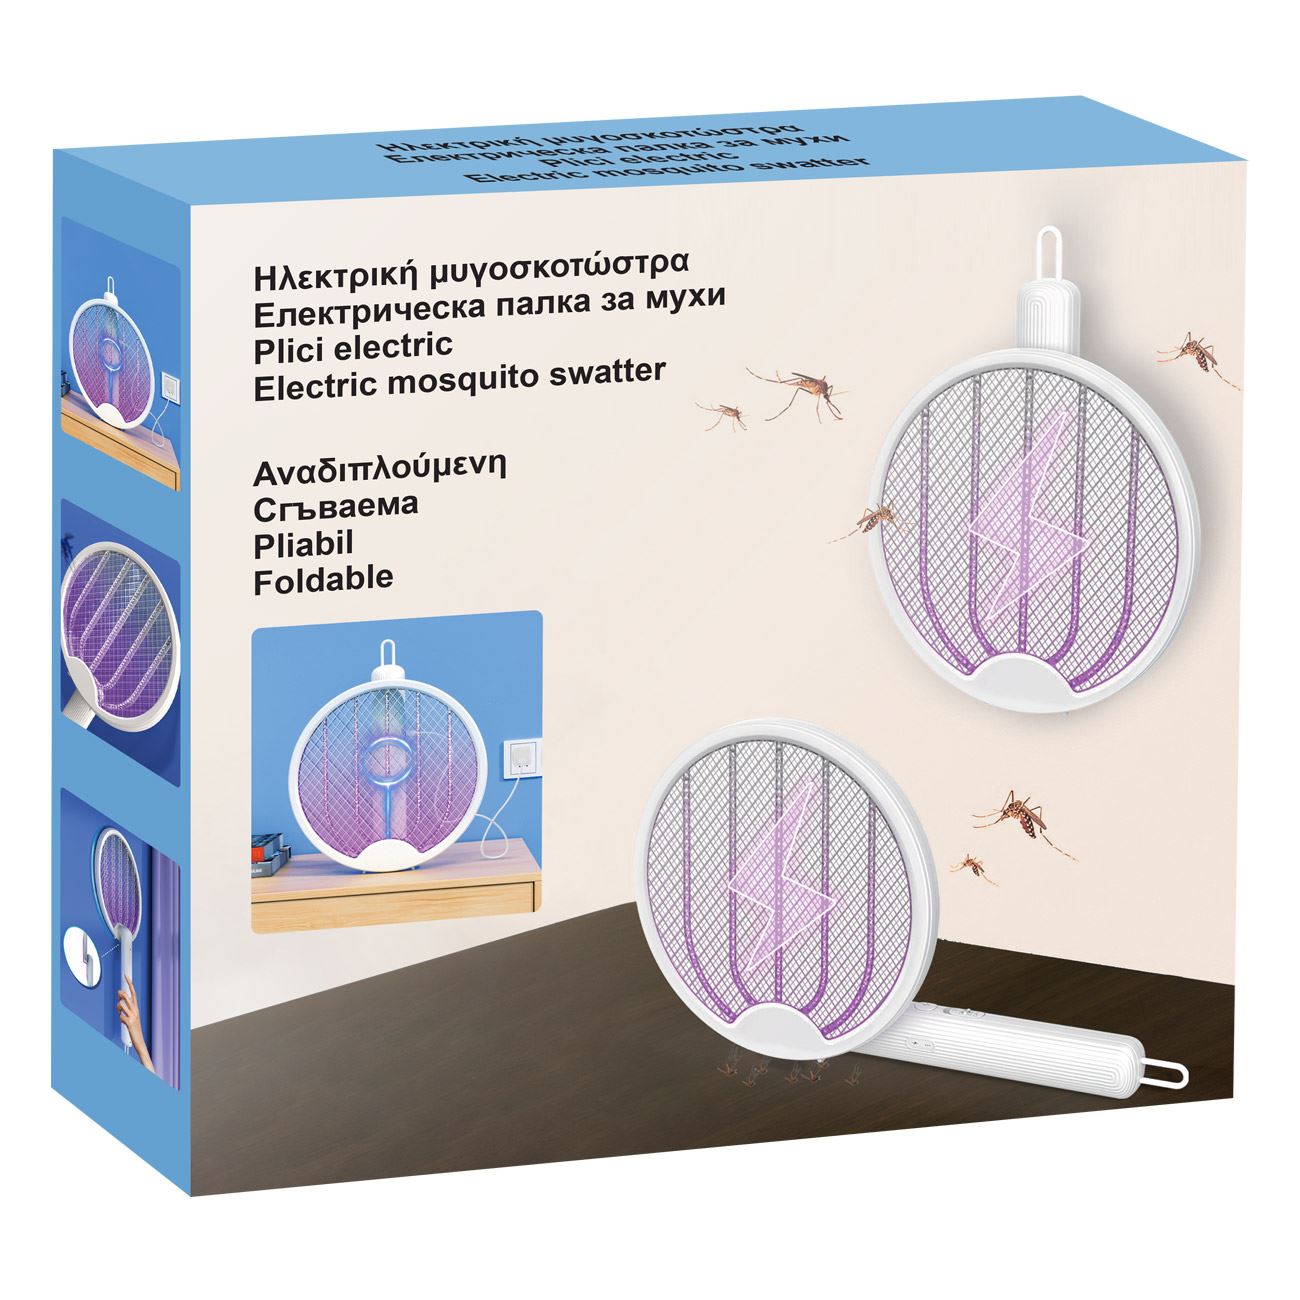 Ηλεκτρική μυγοσκοτώστρα
Електрическа палка за мухи
Plici electric
Electric mosquito swatter
Ηλεκτρική μυγοσκοτώστρα
Електрическа палка за мухи
Plici electric
Electric mosquito swatter
Αναδιπλούμενη
Сгъваема
Pliabil
Foldable